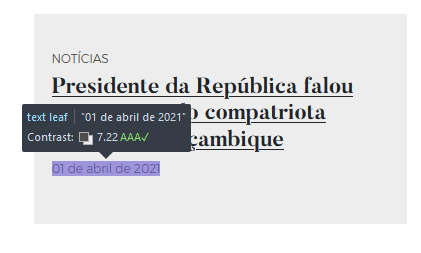 NOTÍCIAS
Presidente da República falou
compatriota
text leaf "01 de abril de 2021"
Contrast: 7.22 AAA✓
çambique
01 de abril de 2021